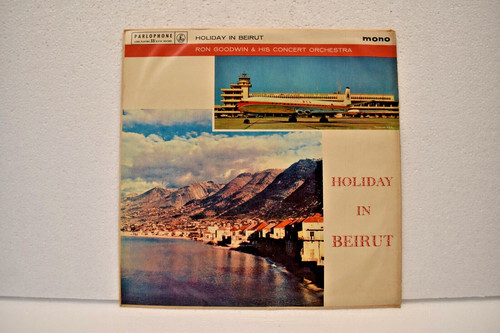 PARLOPHONE
HOLIDAY IN BEIRUT
mono
RON GOODWIN & HIS CONCERT ORCHESTRA
HOLIDAY
IN
BEIRUT